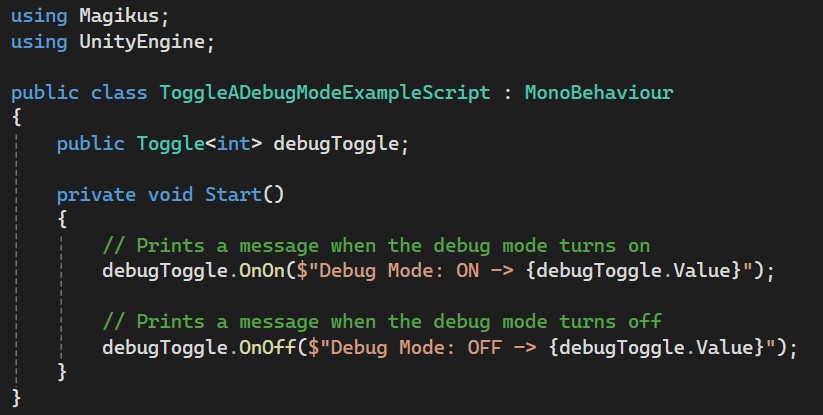 using Magikus;
using UnityEngine;
public class ToggleADebugModeExampleScript : MonoBehaviour
{
public Toggle<int> debugToggle;
private void Start()
{
// Prints a message when the debug mode turns on
debugToggle.OnOn($"Debug Mode: ON -> {debugToggle.Value}");
// Prints a message when the debug mode turns off
debugToggle.OnOff($"Debug Mode: OFF -> {debugToggle.Value}");
}
}